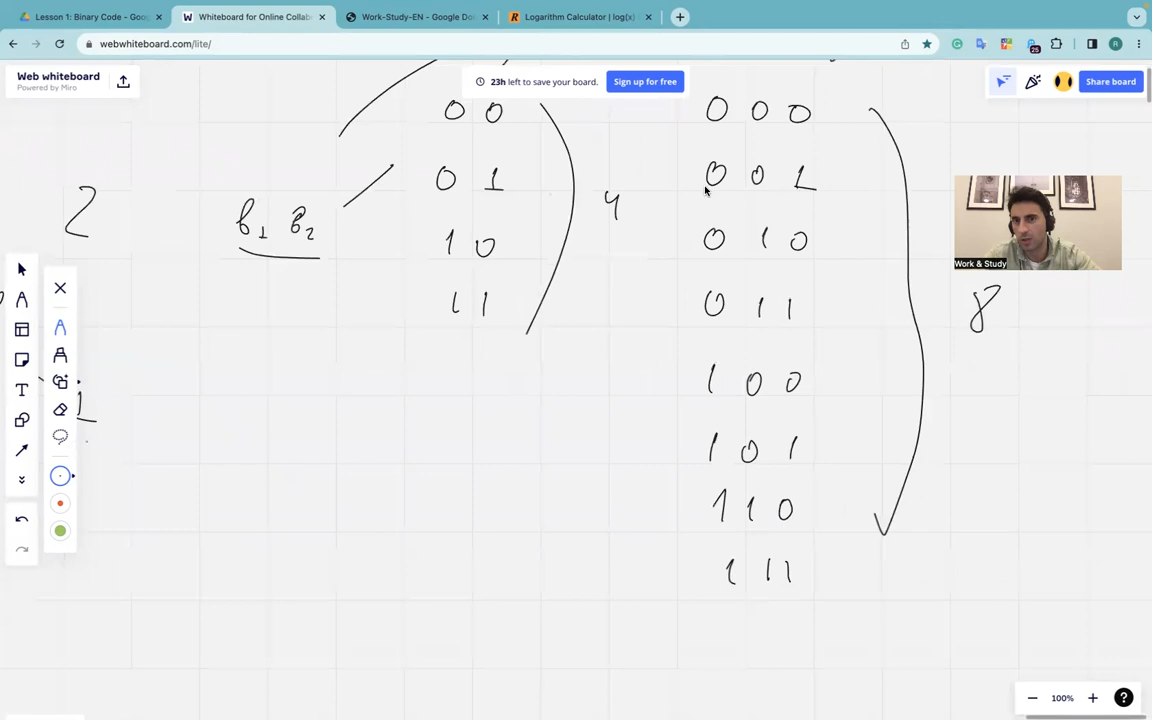 Lesson 1: Binary Code - Goog
Whiteboard for Online Collab
Work-Study-EN - Google Do
Logarithm Calculator | log(x)
webwhiteboard.com/lite/
25
R
Web whiteboard
Powered by Miro
23h left to save your board.
Sign up for free
Share board
0 0
0 1
1 0
1 1
2
b₁ b₂
4
0 0 0
0 0 1
0 1 0
0 1 1
1 0 0
1 0 1
1 1 0
1 1 1
8
1
Work & Study
T
100%
?